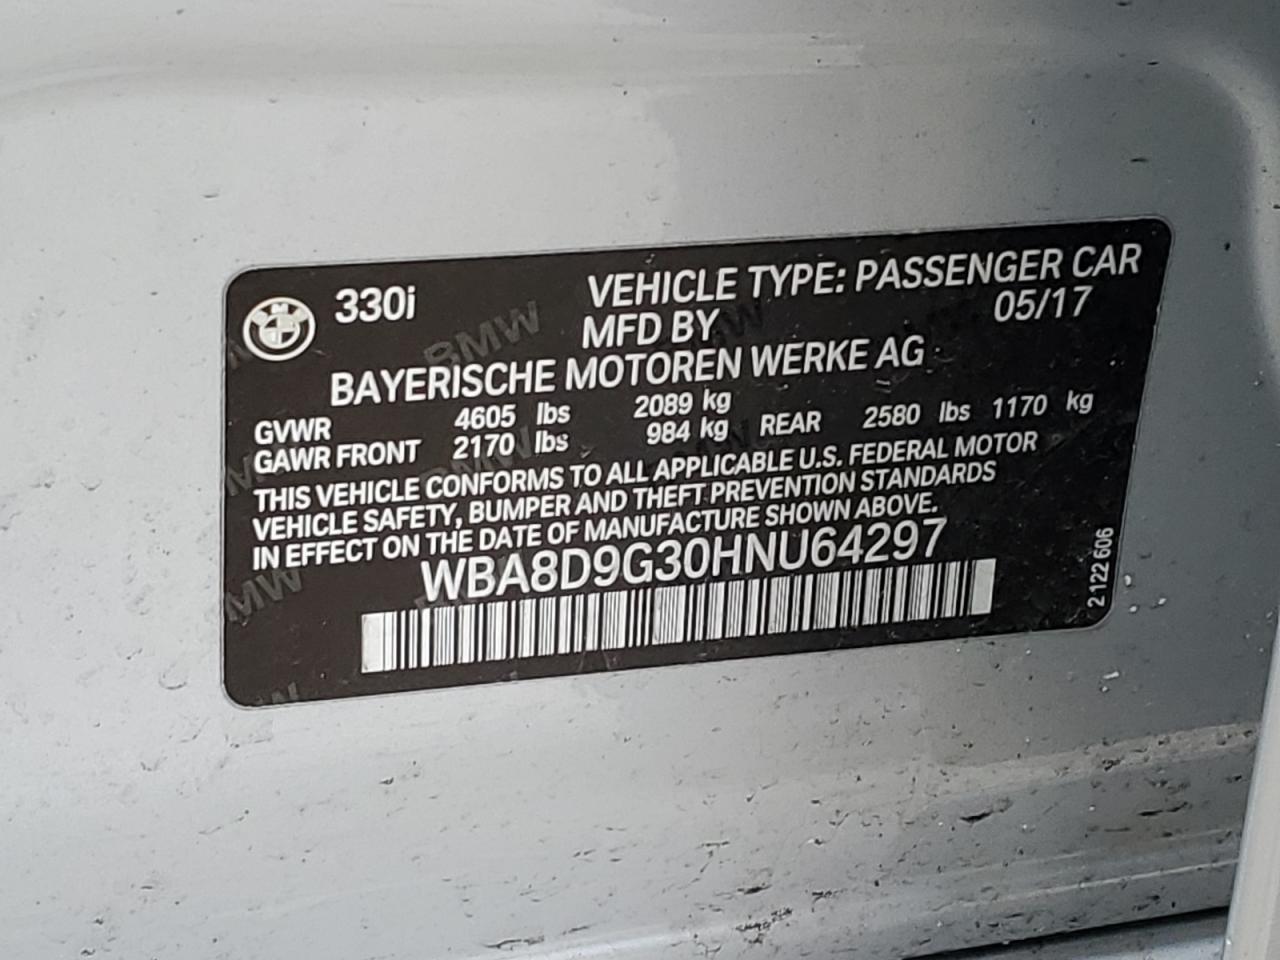 330i VEHICLE TYPE: PASSENGER CAR
MFD BY 05/17
BAYERISCHE MOTOREN WERKE AG
GVWR 4605 lbs 2089 kg
GAWR FRONT 2170 lbs 984 kg REAR 2580 lbs 1170 kg
THIS VEHICLE CONFORMS TO ALL APPLICABLE U.S. FEDERAL MOTOR
VEHICLE SAFETY, BUMPER AND THEFT PREVENTION STANDARDS
IN EFFECT ON THE DATE OF MANUFACTURE SHOWN ABOVE.
WBA8D9G30HNU64297
2 122 606
BMW